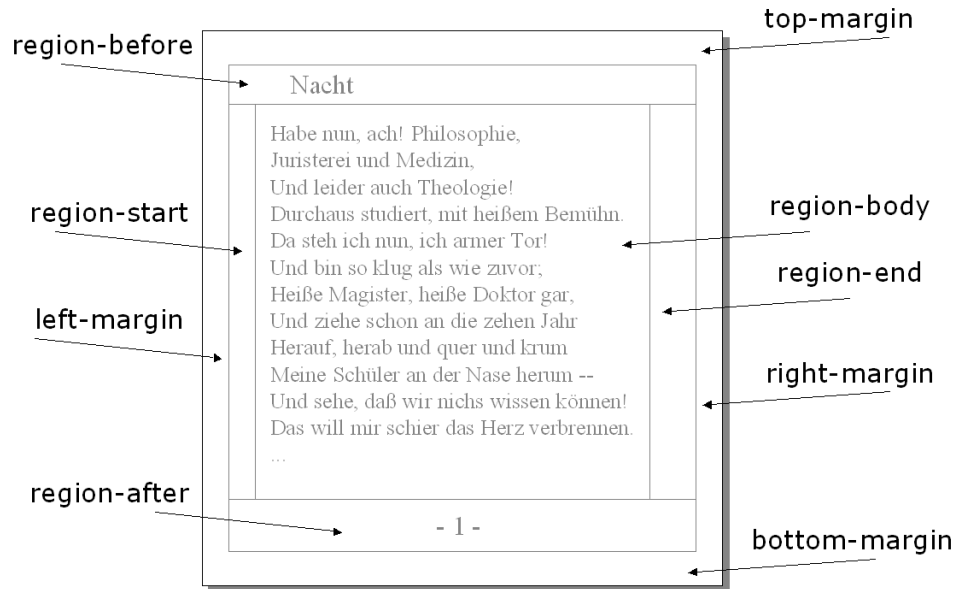 top-margin
region-before
Nacht
Habe nun, ach! Philosophie,
Juristerei und Medizin,
Und leider auch Theologie!
Durchaus studiert, mit heißem Bemühn.
Da steh ich nun, ich armer Tor!
Und bin so klug als wie zuvor;
Heiße Magister, heiße Doktor gar,
Und ziehe schon an die zehen Jahr
Herauf, herab und quer und krum
Meine Schüler an der Nase herum --
Und sehe, daß wir nichs wissen können!
Das will mir schier das Herz verbrennen.
...
region-start
region-body
region-end
left-margin
right-margin
region-after
- 1 -
bottom-margin